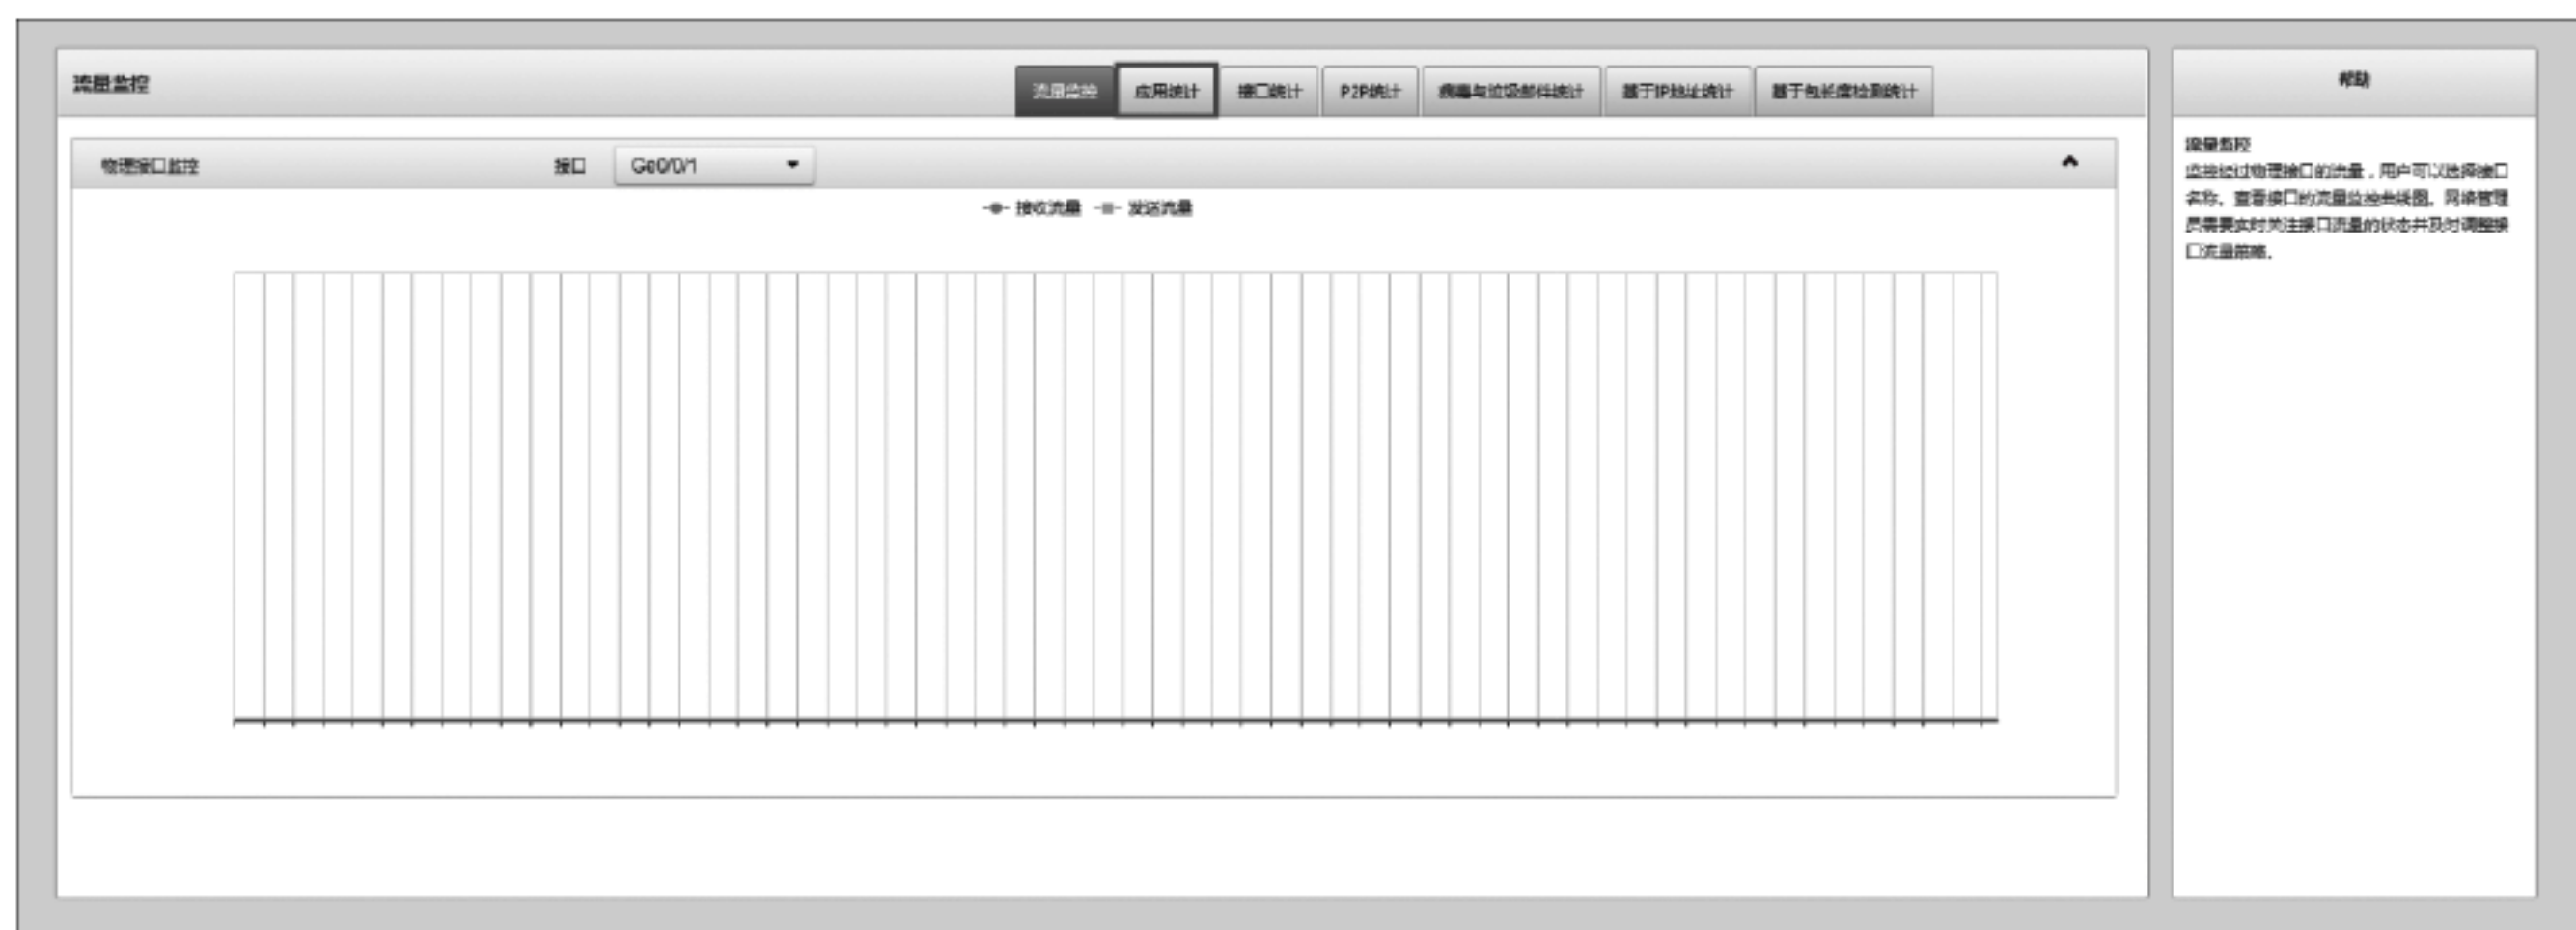 流量监控
流量监控 应用统计 接口统计 P2P统计 病毒与垃圾邮件统计 基于IP地址统计 基于包长度检测统计
物理接口监控 接口 Ge0/0/1
接收流量 发送流量
帮助
流量监控
监控经过物理接口的流量，用户可以选择接口
名称，查看接口的流量监控曲线图。网络管理
员需要实时关注接口流量的状态并及时调整接
口流量策略。